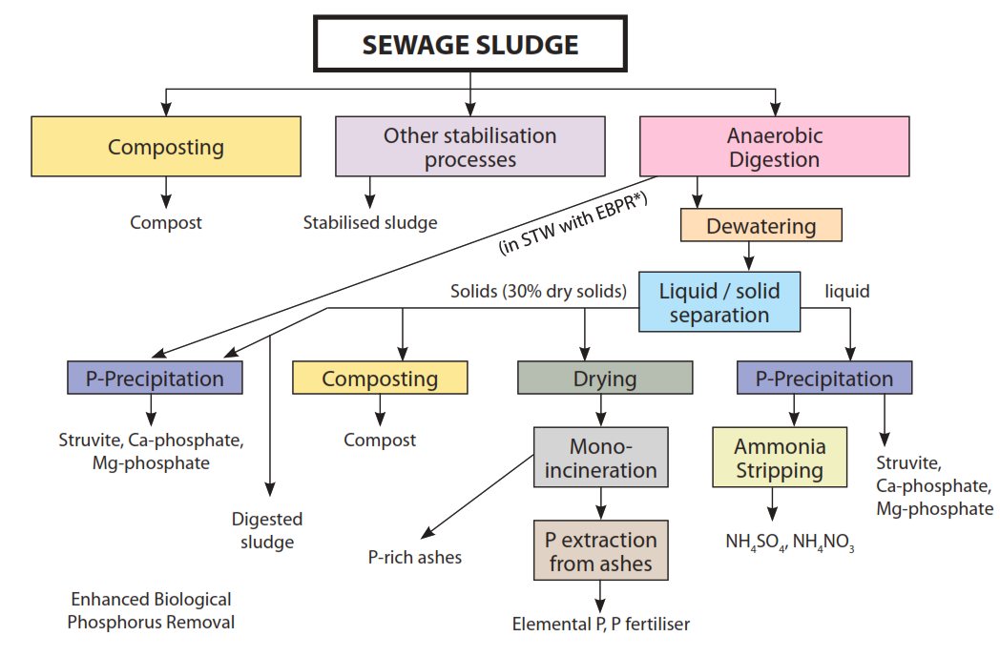 SEWAGE SLUDGE
Composting
Other stabilisation
processes
Anaerobic
Digestion
Compost
Stabilised sludge
(in STW with EBPR*)
Dewatering
Solids (30% dry solids)
Liquid / solid
separation
liquid
P-Precipitation
Composting
Drying
P-Precipitation
Struvite, Ca-phosphate,
Mg-phosphate
Compost
Mono-
incineration
Ammonia
Stripping
Struvite,
Ca-phosphate,
Mg-phosphate
Digested
sludge
P-rich ashes
P extraction
from ashes
NH₄SO₄, NH₄NO₃
Enhanced Biological
Phosphorus Removal
Elemental P, P fertiliser